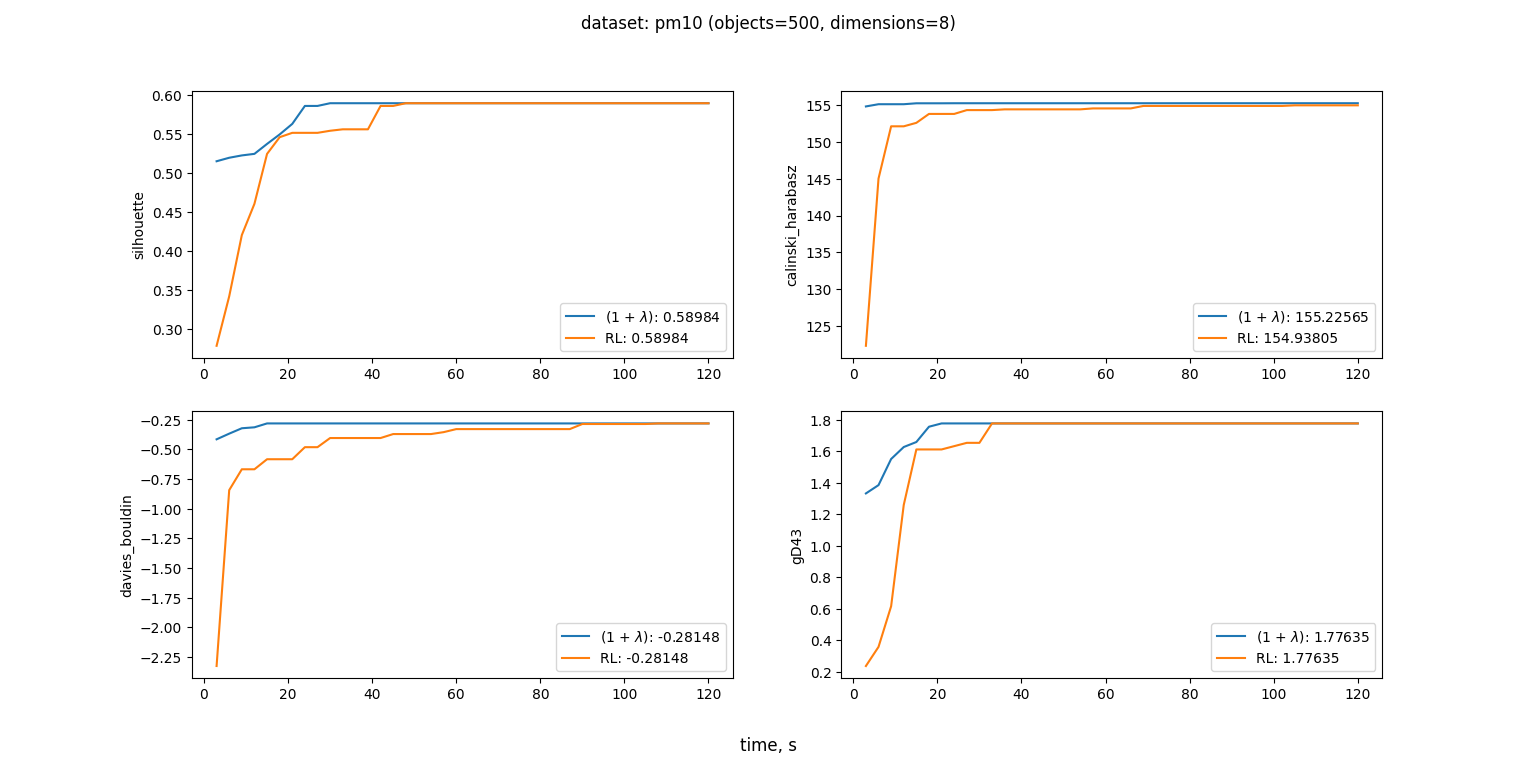 dataset: pm10 (objects=500, dimensions=8)
silhouette
0.60
0.55
0.50
0.45
0.40
0.35
0.30
0 20 40 60 80 100 120
(1 + λ): 0.58984
RL: 0.58984
calinski_harabasz
155
150
145
140
135
130
125
0 20 40 60 80 100 120
(1 + λ): 155.22565
RL: 154.93805
davies_bouldin
−0.25
−0.50
−0.75
−1.00
−1.25
−1.50
−1.75
−2.00
−2.25
0 20 40 60 80 100 120
(1 + λ): -0.28148
RL: -0.28148
gD43
1.8
1.6
1.4
1.2
1.0
0.8
0.6
0.4
0.2
0 20 40 60 80 100 120
(1 + λ): 1.77635
RL: 1.77635
time, s